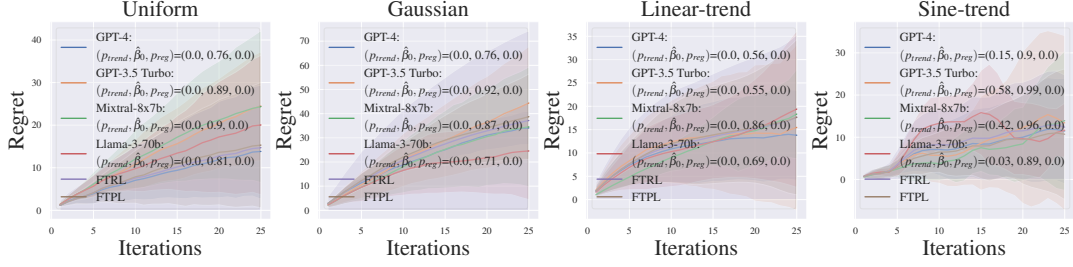 Uniform
Regret
40
30
20
10
0
GPT-4:
(p_trend, β̂_0, p_reg)=(0.0, 0.76, 0.0)
GPT-3.5 Turbo:
(p_trend, β̂_0, p_reg)=(0.0, 0.89, 0.0)
Mixtral-8x7b:
(p_trend, β̂_0, p_reg)=(0.0, 0.9, 0.0)
Llama-3-70b:
(p_trend, β̂_0, p_reg)=(0.0, 0.81, 0.0)
FTRL
FTPL
0 5 10 15 20 25
Iterations
Gaussian
Regret
80
70
60
50
40
30
20
10
0
GPT-4:
(p_trend, β̂_0, p_reg)=(0.0, 0.76, 0.0)
GPT-3.5 Turbo:
(p_trend, β̂_0, p_reg)=(0.0, 0.92, 0.0)
Mixtral-8x7b:
(p_trend, β̂_0, p_reg)=(0.0, 0.87, 0.0)
Llama-3-70b:
(p_trend, β̂_0, p_reg)=(0.0, 0.71, 0.0)
FTRL
FTPL
0 5 10 15 20 25
Iterations
Linear-trend
Regret
35
30
25
20
15
10
5
0
GPT-4:
(p_trend, β̂_0, p_reg)=(0.0, 0.56, 0.0)
GPT-3.5 Turbo:
(p_trend, β̂_0, p_reg)=(0.0, 0.55, 0.0)
Mixtral-8x7b:
(p_trend, β̂_0, p_reg)=(0.0, 0.86, 0.0)
Llama-3-70b:
(p_trend, β̂_0, p_reg)=(0.0, 0.69, 0.0)
FTRL
FTPL
0 5 10 15 20 25
Iterations
Sine-trend
Regret
30
20
10
0
GPT-4:
(p_trend, β̂_0, p_reg)=(0.15, 0.9, 0.0)
GPT-3.5 Turbo:
(p_trend, β̂_0, p_reg)=(0.58, 0.99, 0.0)
Mixtral-8x7b:
(p_trend, β̂_0, p_reg)=(0.42, 0.96, 0.0)
Llama-3-70b:
(p_trend, β̂_0, p_reg)=(0.03, 0.89, 0.0)
FTRL
FTPL
0 5 10 15 20 25
Iterations